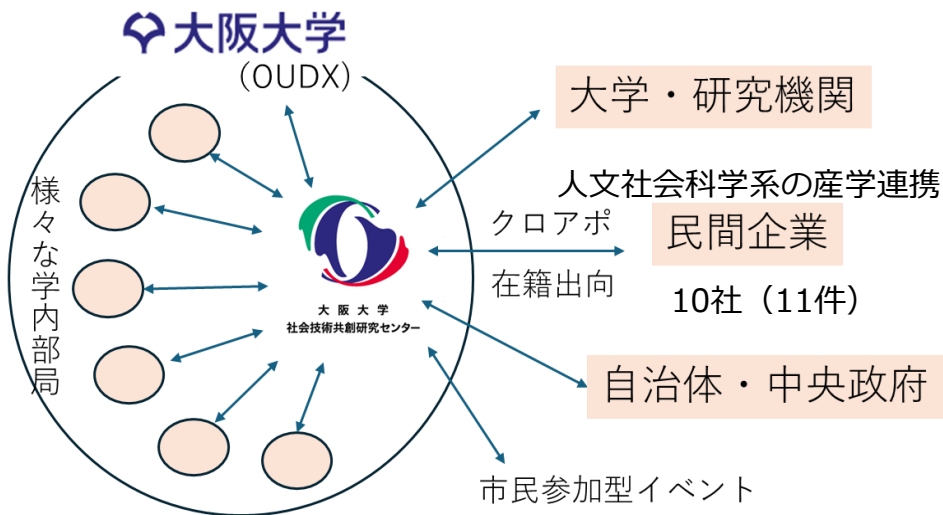 大阪大学
(OUDX)
様々な学内部局
大阪大学
社会技術共創研究センター
大学・研究機関
人文社会科学系の産学連携
クロアポ
民間企業
在籍出向
10社（11件）
自治体・中央政府
市民参加型イベント